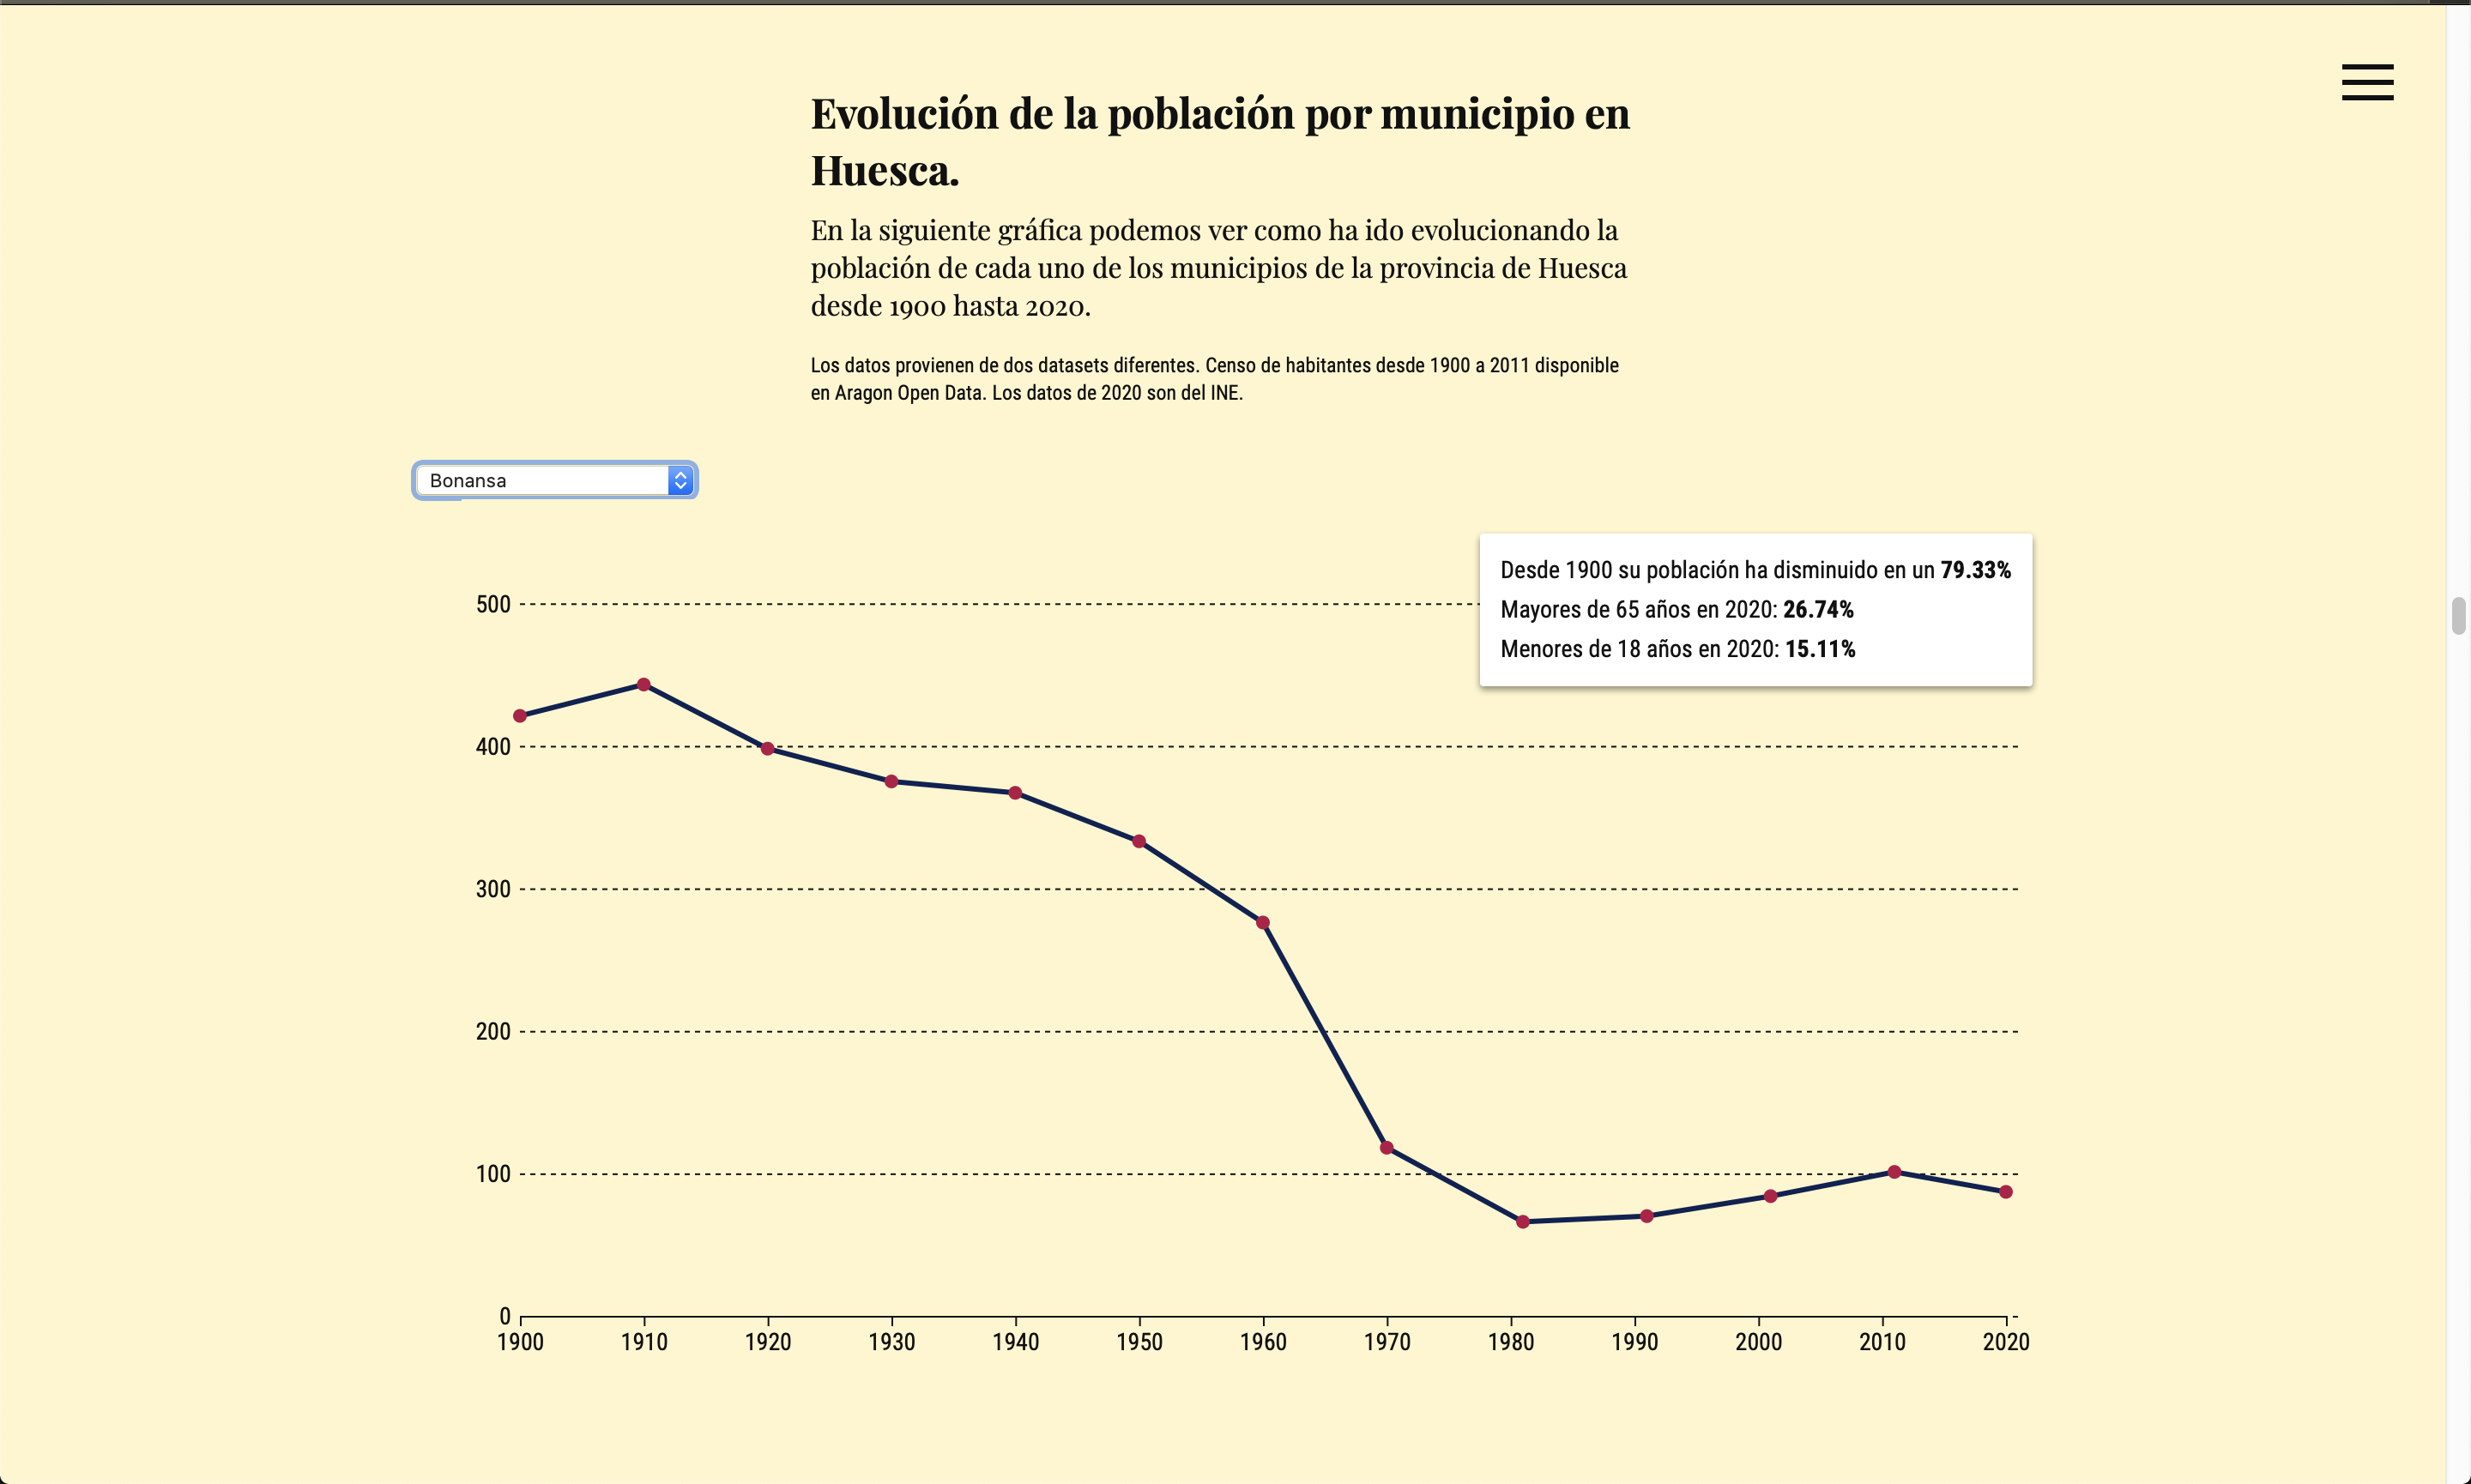 Evolución de la población por municipio en
Huesca.
En la siguiente gráfica podemos ver como ha ido evolucionando la
población de cada uno de los municipios de la provincia de Huesca
desde 1900 hasta 2020.
Los datos provienen de dos datasets diferentes. Censo de habitantes desde 1900 a 2011 disponible
en Aragon Open Data. Los datos de 2020 son del INE.
Bonansa
Desde 1900 su población ha disminuido en un 79.33%
Mayores de 65 años en 2020: 26.74%
Menores de 18 años en 2020: 15.11%
500
400
300
200
100
0
1900 1910 1920 1930 1940 1950 1960 1970 1980 1990 2000 2010 2020